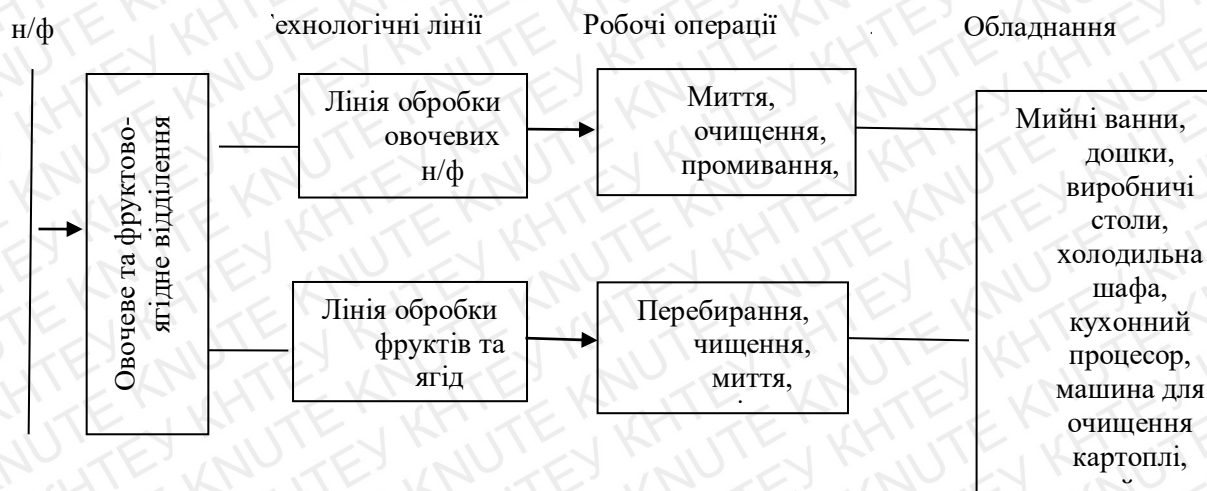 н/ф
ехнологічні лінії
Робочі операції
Обладнання
Овочеве та фруктово-
ягідне відділення
Лінія обробки
овочевих
н/ф
Миття,
очищення,
промивання,
Лінія обробки
фруктів та
ягід
Перебирання,
чищення,
миття,
Мийні ванни,
дошки,
виробничі
столи,
холодильна
шафа,
кухонний
процесор,
машина для
очищення
картоплі,